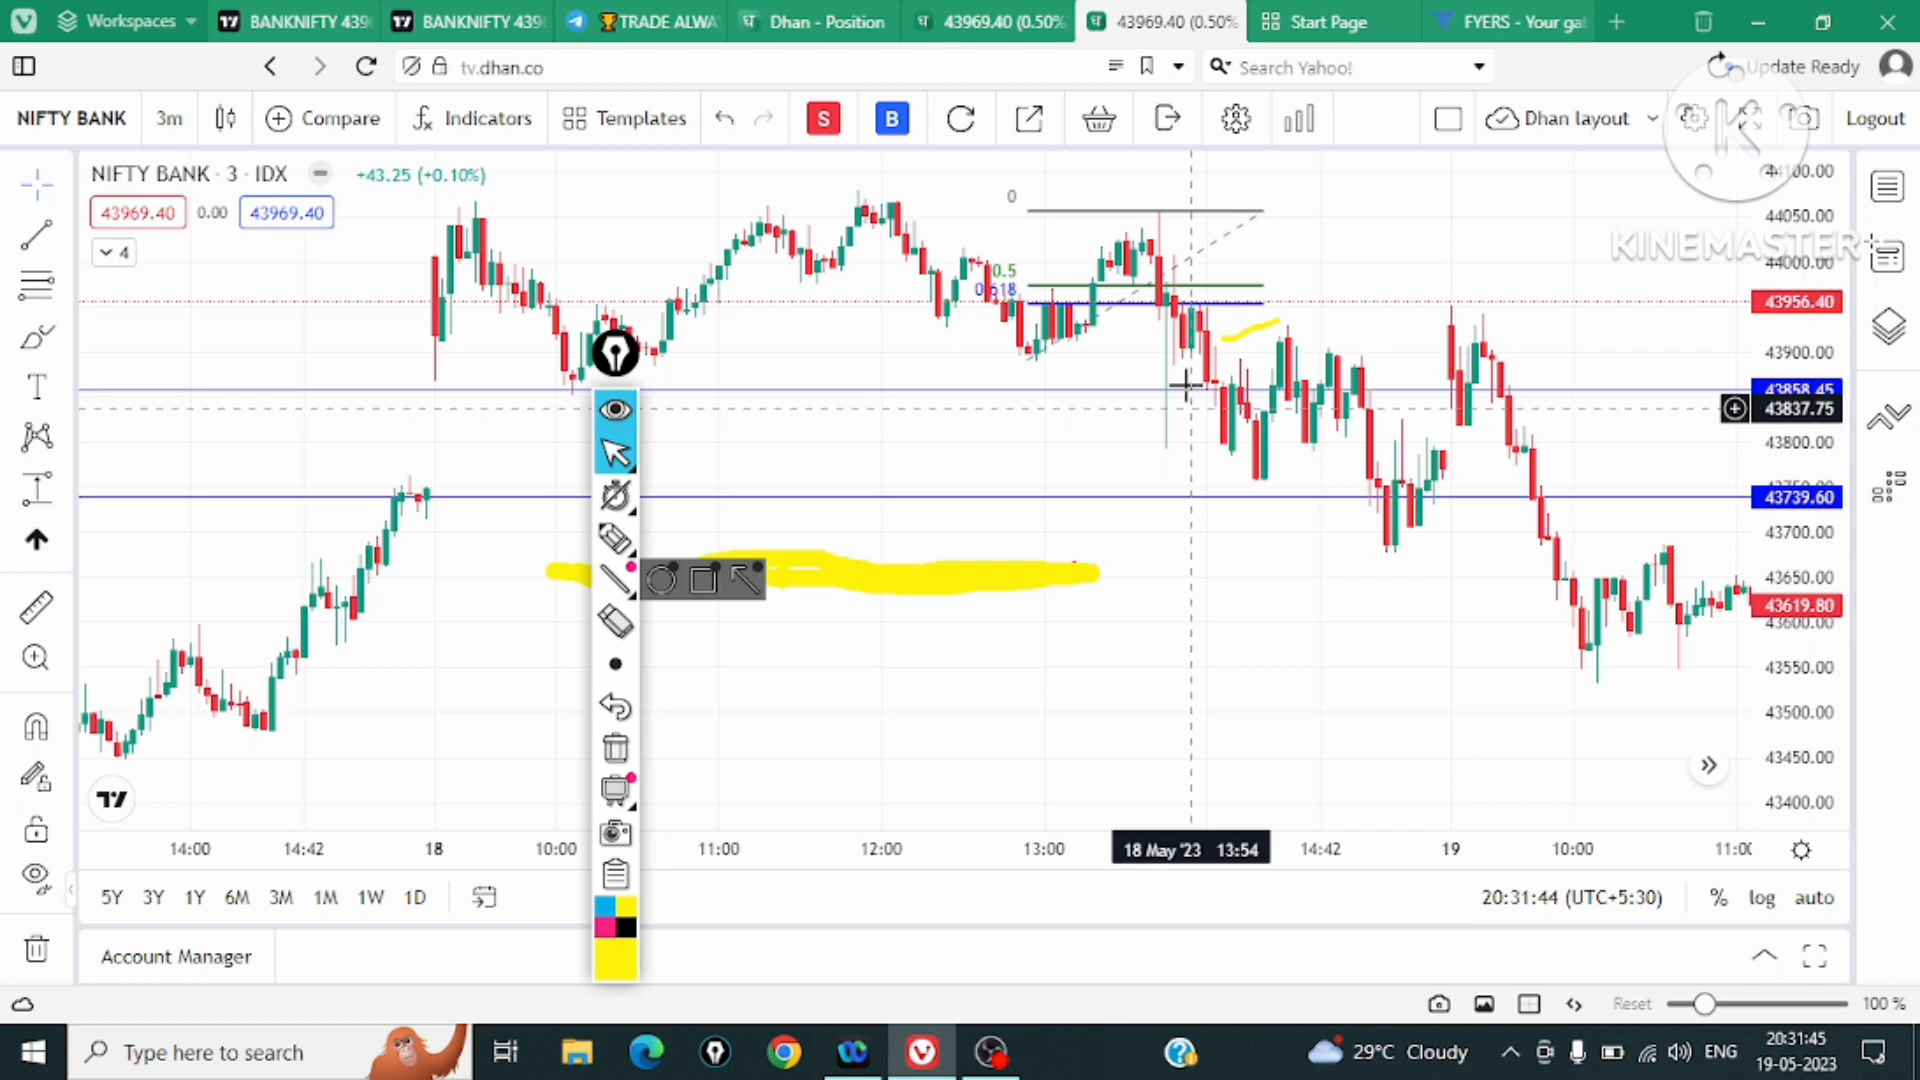 Workspaces
BANKNIFTY 439
BANKNIFTY 439
TRADE ALWA
Dhan - Position
43969.40 (0.50%
43969.40 (0.50%
Start Page
FYERS - Your gat
tv.dhan.co
Search Yahoo!
Update Ready
NIFTY BANK
3m
Compare
Indicators
Templates
S
B
Dhan layout
Logout
NIFTY BANK · 3 · IDX
+43.25 (+0.10%)
43969.40
0.00
43969.40
4
0
0.5
0.618
K
KINEMASTER
44100.00
44050.00
44000.00
43956.40
43900.00
43858.45
43837.75
43800.00
43739.60
43700.00
43650.00
43619.80
43600.00
43550.00
43500.00
43450.00
43400.00
14:00
14:42
18
10:00
11:00
12:00
13:00
18 May '23 13:54
14:42
19
10:00
5Y
3Y
1Y
6M
3M
1M
1W
1D
20:31:44 (UTC+5:30)
%
log
auto
Account Manager
Reset
100 %
Type here to search
29°C Cloudy
ENG
20:31:45
19-05-2023